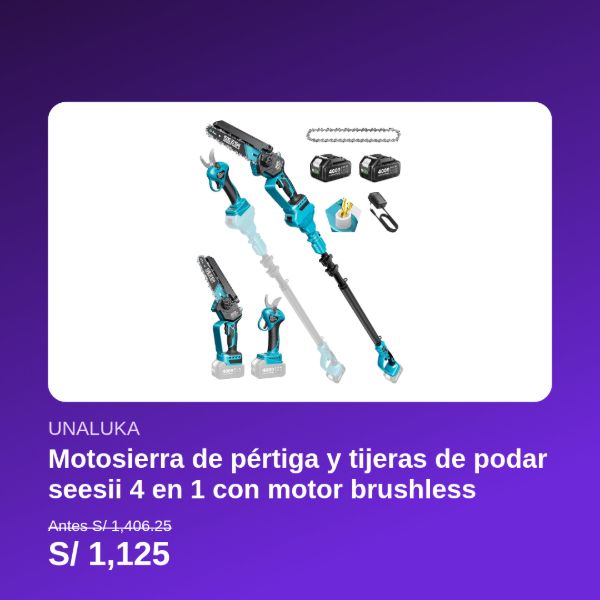 UNALUKA
Motosierra de pértiga y tijeras de podar
seesii 4 en 1 con motor brushless
Antes S/ 1,406.25
S/ 1,125